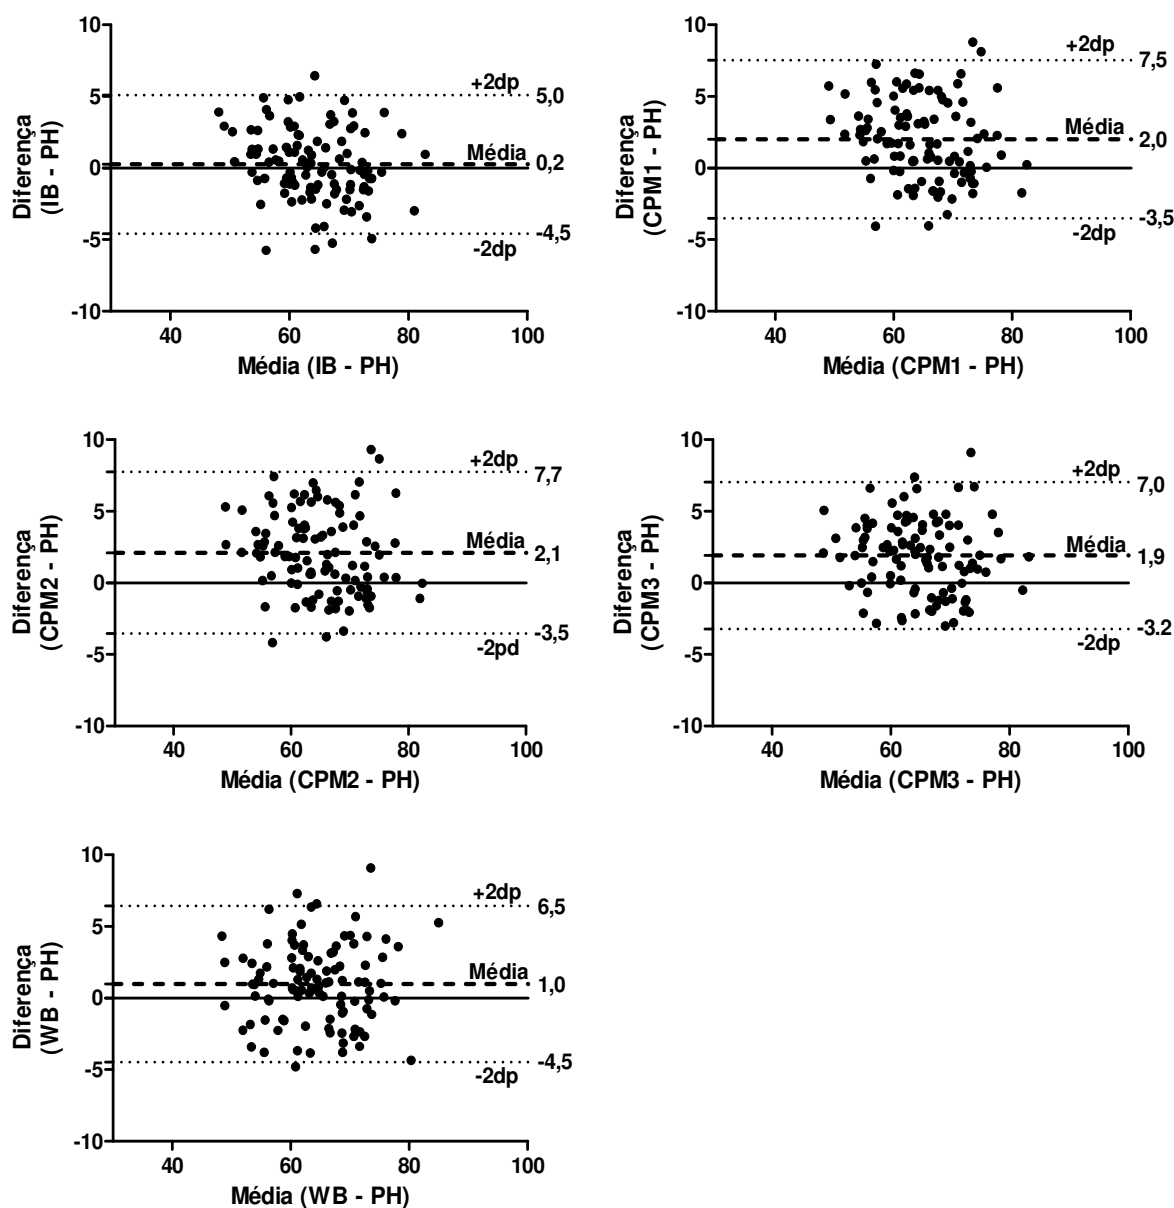 10
+2dp
5
5,0
Média
0,2
0
-4,5
-5
-2dp
-10
40 60 80 100
Diferença
(IB - PH)
Média (IB - PH)
10
+2dp
7,5
5
Média
2,0
0
-3,5
-5
-2dp
-10
40 60 80 100
Diferença
(CPM1 - PH)
Média (CPM1 - PH)
10
+2dp
7,7
5
Média
2,1
0
-3,5
-2pd
-5
-10
40 60 80 100
Diferença
(CPM2 - PH)
Média (CPM2 - PH)
10
+2dp
7,0
5
Média
1,9
0
-3.2
-2dp
-5
-10
40 60 80 100
Diferença
(CPM3 - PH)
Média (CPM3 - PH)
10
+2dp
6,5
5
Média
1,0
0
-4,5
-5
-2dp
-10
40 60 80 100
Diferença
(WB - PH)
Média (WB - PH)